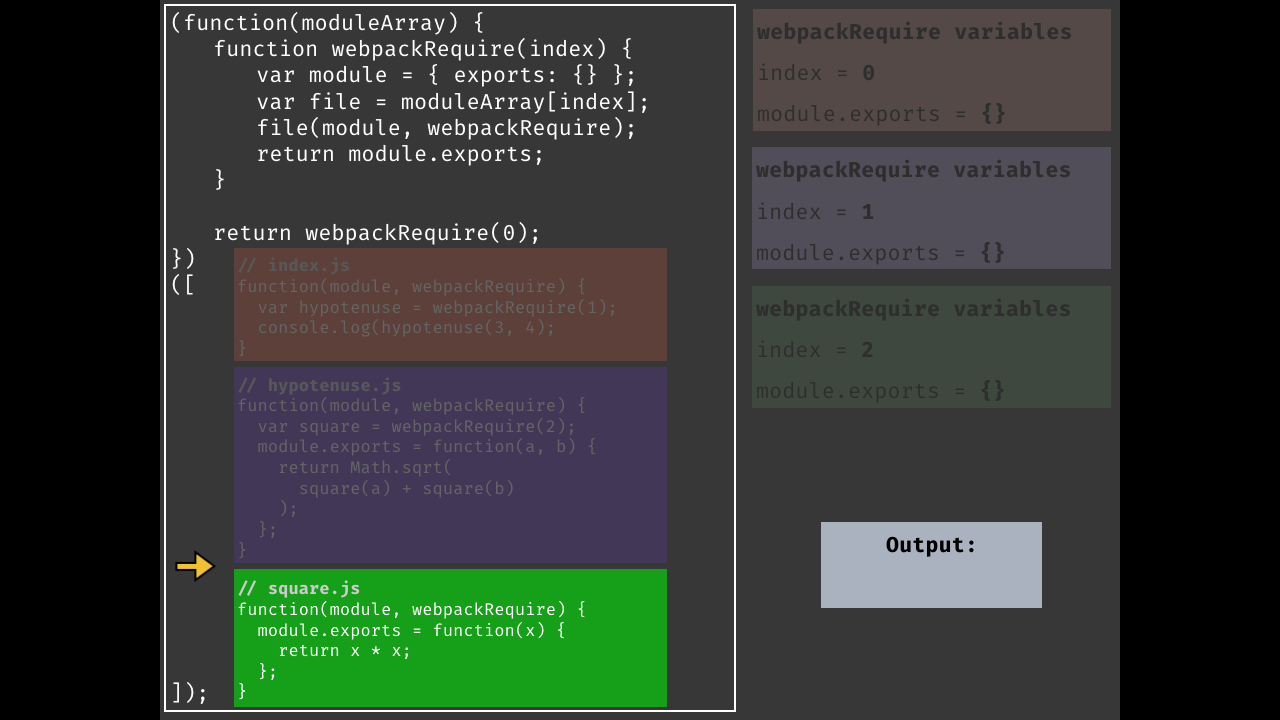 (function(moduleArray) {
function webpackRequire(index) {
var module = { exports: {} };
var file = moduleArray[index];
file(module, webpackRequire);
return module.exports;
}
return webpackRequire(0);
})
([
// index.js
function(module, webpackRequire) {
var hypotenuse = webpackRequire(1);
console.log(hypotenuse(3, 4);
}
// hypotenuse.js
function(module, webpackRequire) {
var square = webpackRequire(2);
module.exports = function(a, b) {
return Math.sqrt(
square(a) + square(b)
);
};
}
// square.js
function(module, webpackRequire) {
module.exports = function(x) {
return x * x;
};
}
]);
webpackRequire variables
index = 0
module.exports = {}
webpackRequire variables
index = 1
module.exports = {}
webpackRequire variables
index = 2
module.exports = {}
Output: